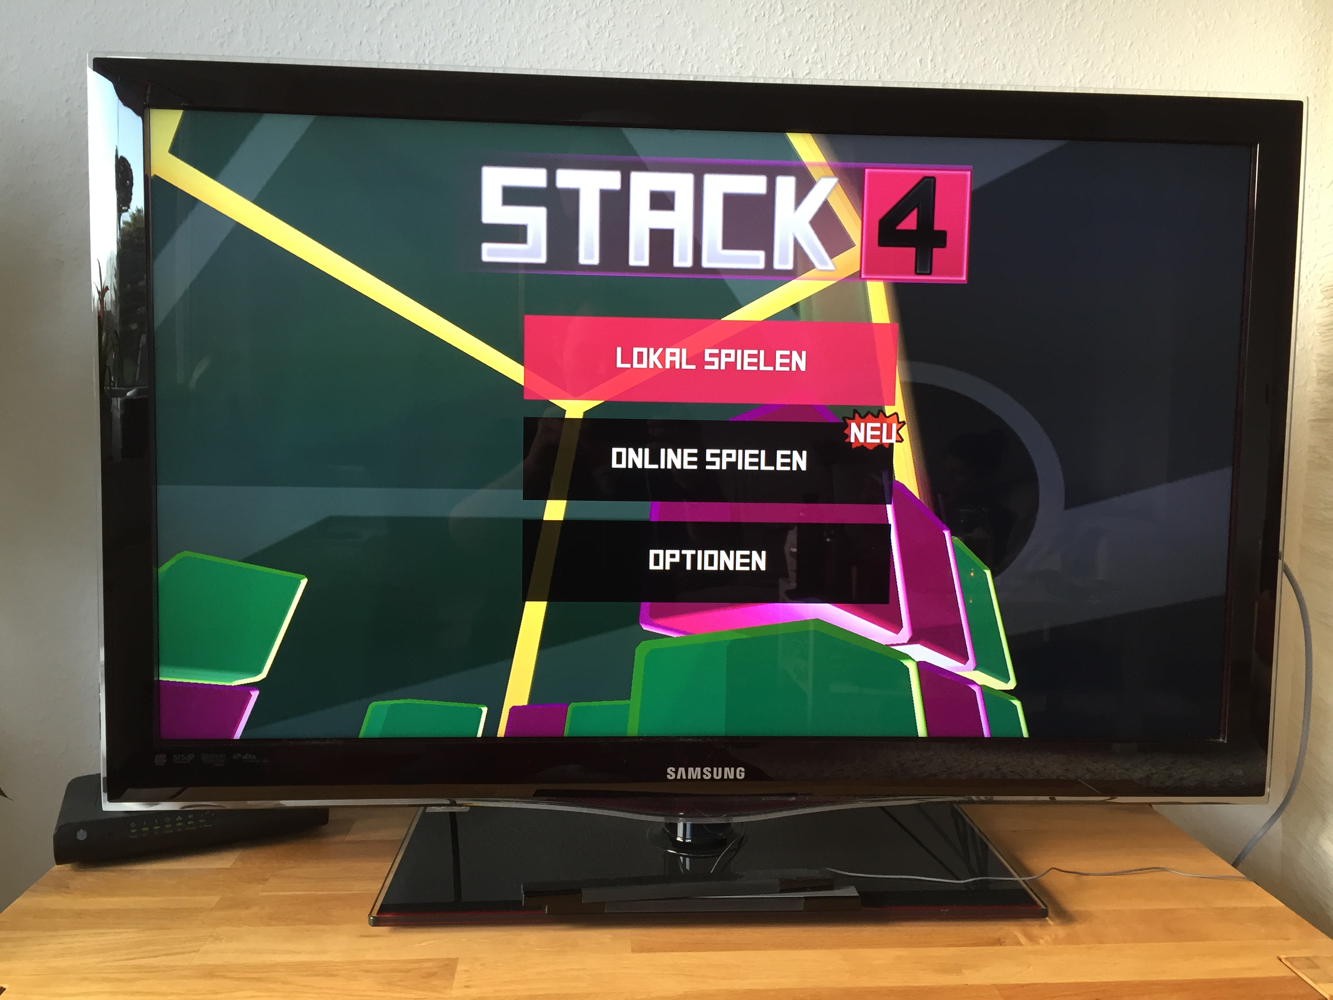 STACK 4
LOKAL SPIELEN
NEU
ONLINE SPIELEN
OPTIONEN
SAMSUNG